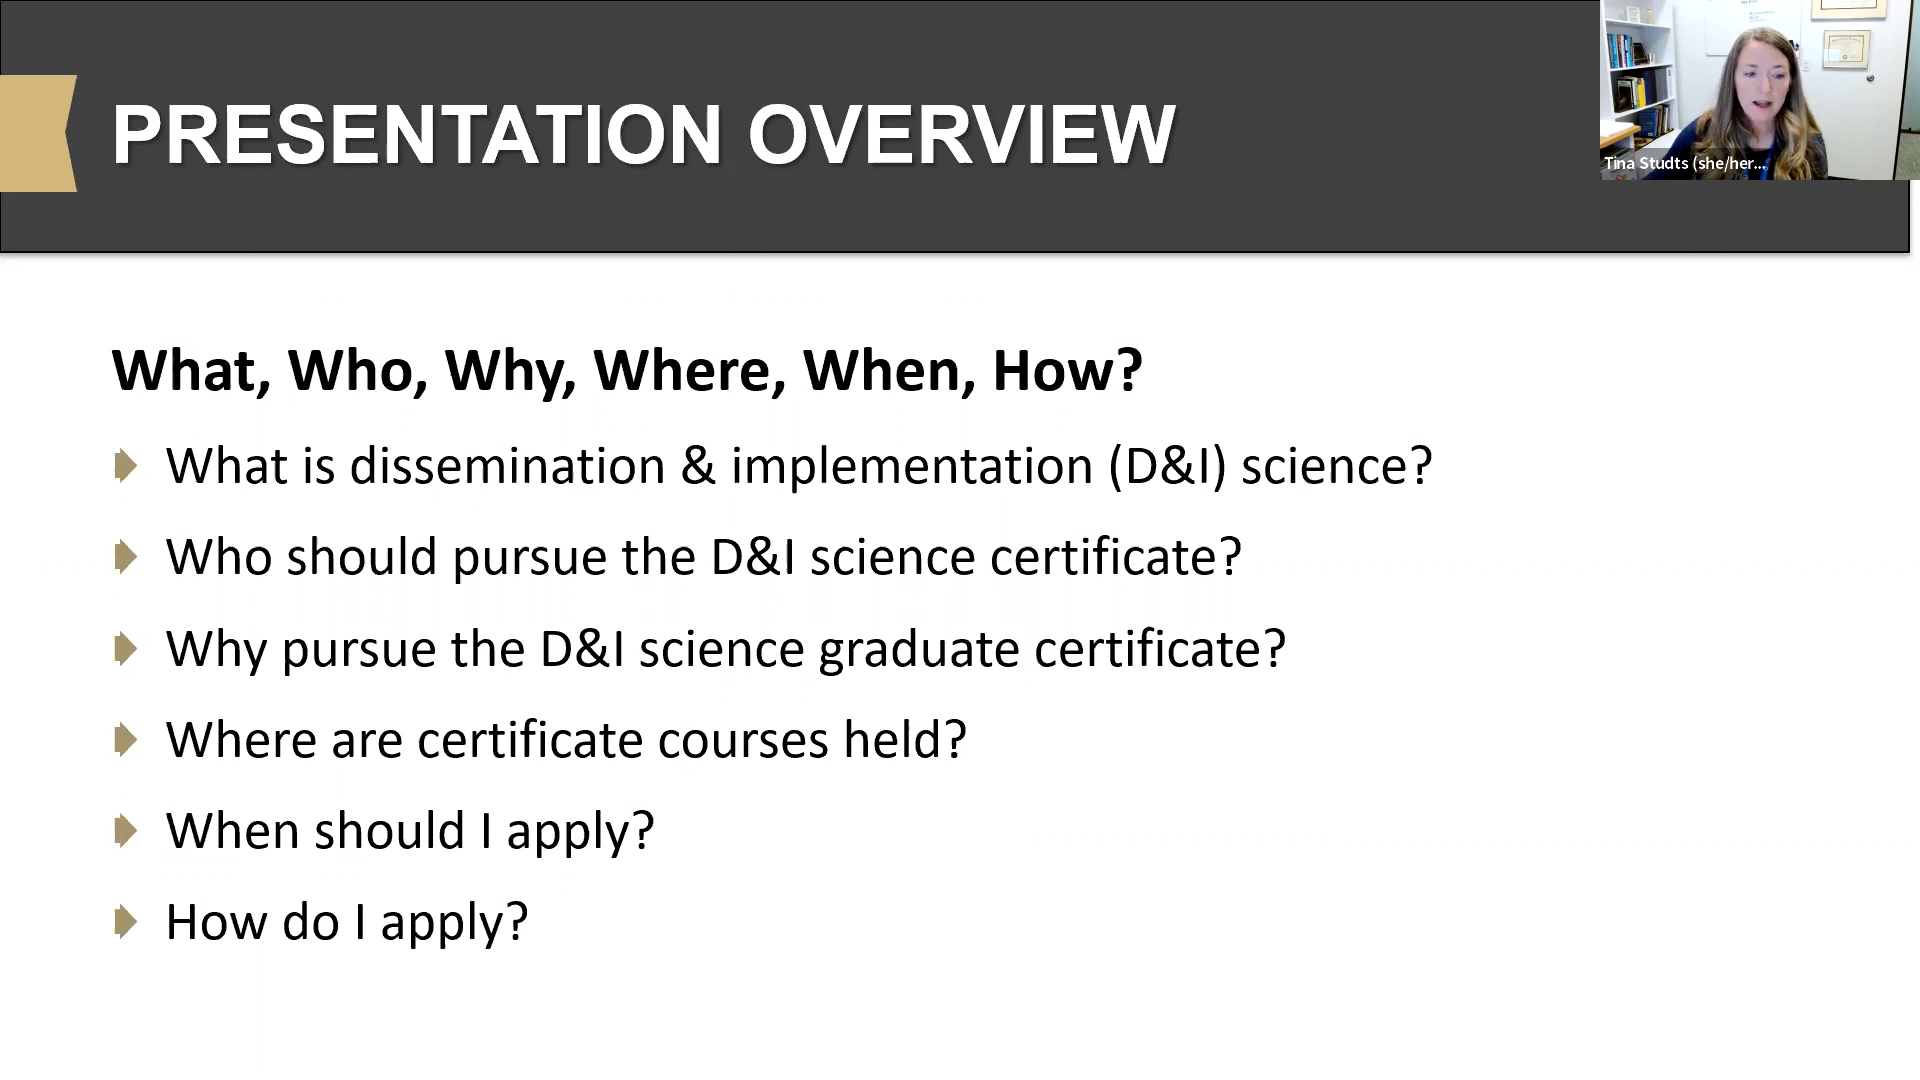 PRESENTATION OVERVIEW
Tina Studts (she/her...
What, Who, Why, Where, When, How?
What is dissemination & implementation (D&I) science?
Who should pursue the D&I science certificate?
Why pursue the D&I science graduate certificate?
Where are certificate courses held?
When should I apply?
How do I apply?